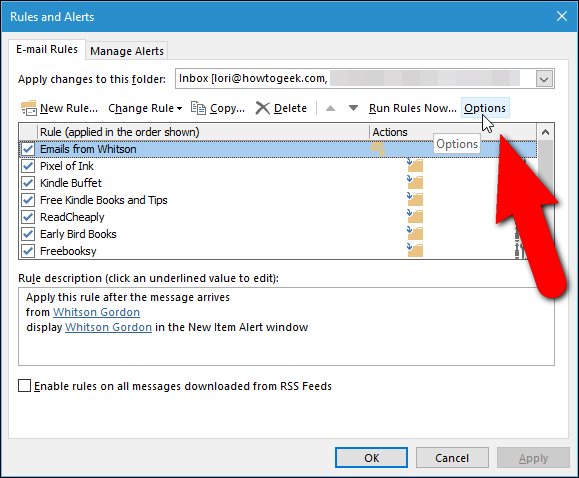 Rules and Alerts
E-mail Rules Manage Alerts
Apply changes to this folder: Inbox [lori@howtogeek.com,
New Rule... Change Rule Copy... Delete Run Rules Now... Options
Rule (applied in the order shown) Actions
Emails from Whitson
Options
Pixel of Ink
Kindle Buffet
Free Kindle Books and Tips
ReadCheaply
Early Bird Books
Freebooksy
Rule description (click an underlined value to edit):
Apply this rule after the message arrives
from Whitson Gordon
display Whitson Gordon in the New Item Alert window
Enable rules on all messages downloaded from RSS Feeds
OK Cancel Apply